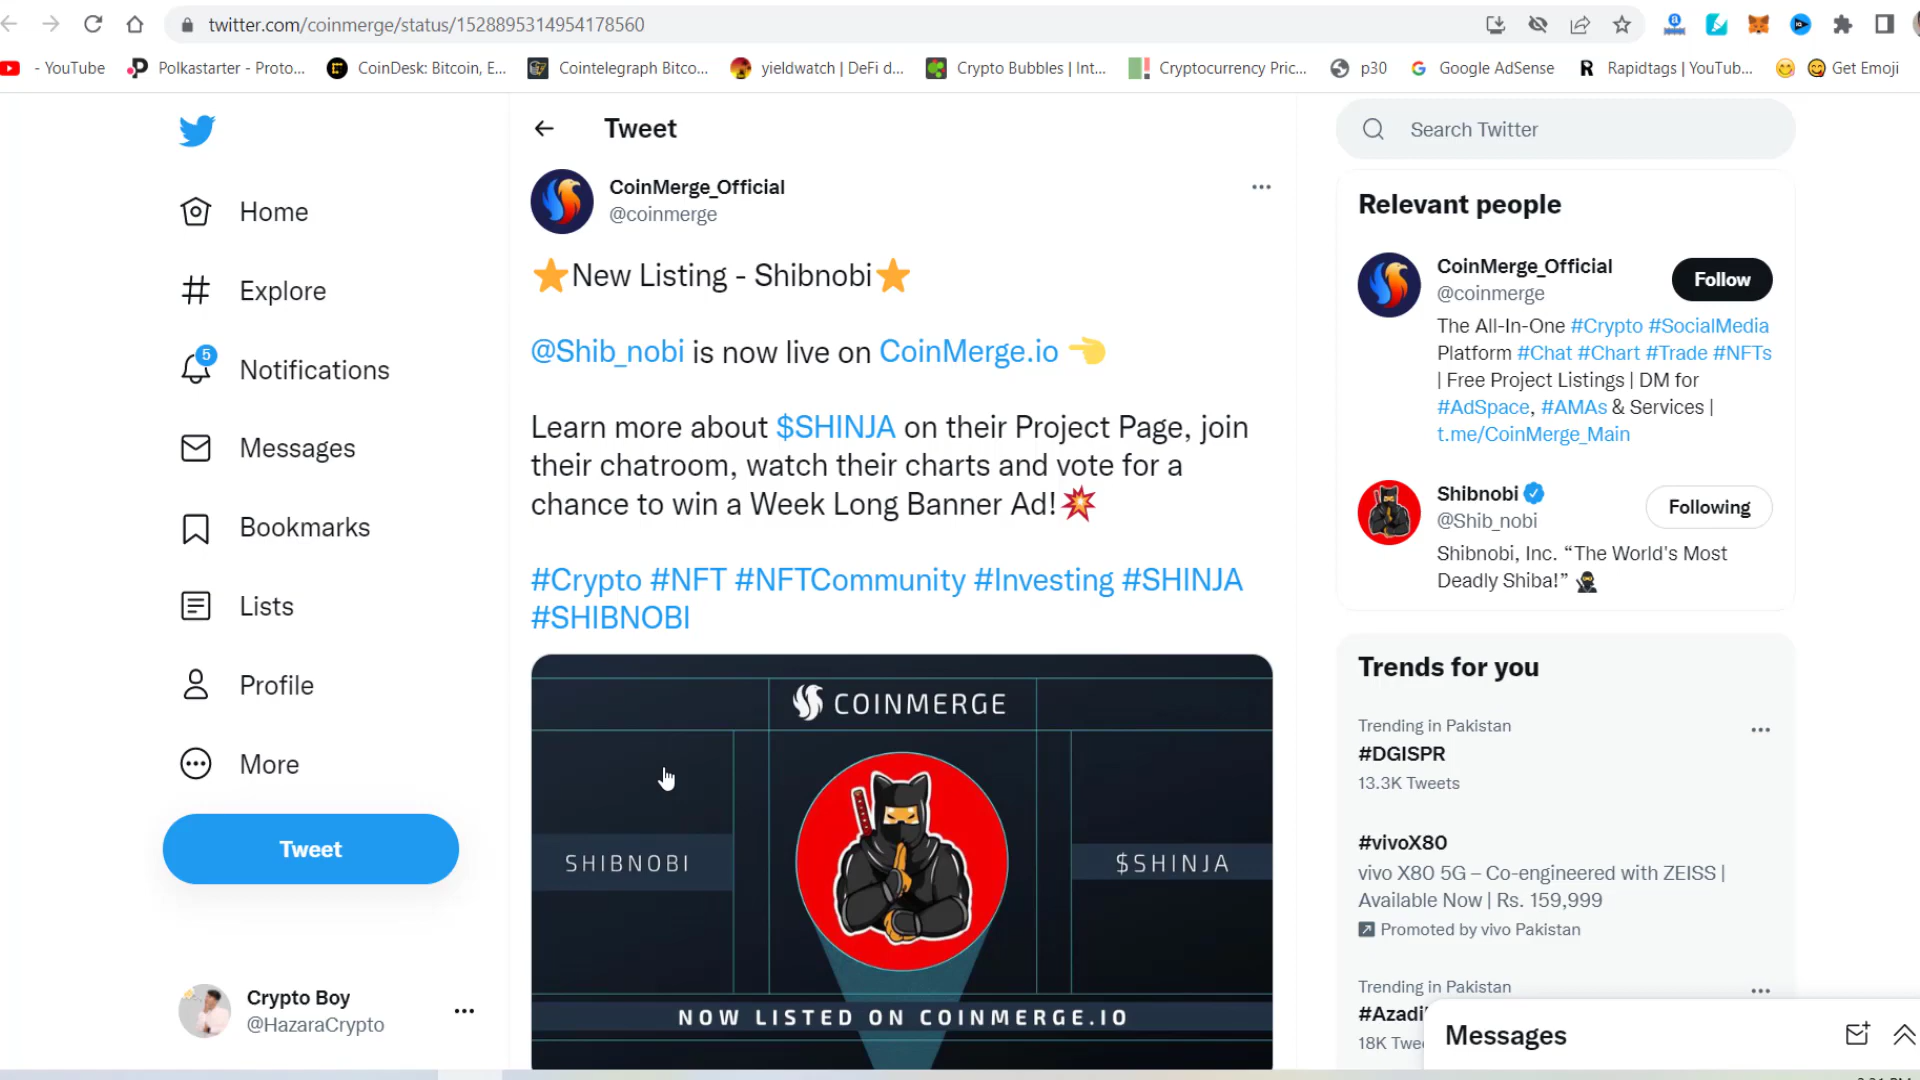 twitter.com/coinmerge/status/1528895314954178560
- YouTube
Polkastarter - Proto...
CoinDesk: Bitcoin, E...
Cointelegraph Bitco...
yieldwatch | DeFi d...
Crypto Bubbles | Int...
Cryptocurrency Pric...
p30
Google AdSense
Rapidtags | YouTub...
Get Emoji
Home
Explore
5
Notifications
Messages
Bookmarks
Lists
Profile
More
Tweet
Crypto Boy
@HazaraCrypto
Tweet
CoinMerge_Official
@coinmerge
⭐New Listing - Shibnobi⭐
@Shib_nobi is now live on CoinMerge.io 👈
Learn more about $SHINJA on their Project Page, join
their chatroom, watch their charts and vote for a
chance to win a Week Long Banner Ad!💥
#Crypto #NFT #NFTCommunity #Investing #SHINJA
#SHIBNOBI
COINMERGE
SHIBNOBI
$SHINJA
NOW LISTED ON COINMERGE.IO
Search Twitter
Relevant people
CoinMerge_Official
@coinmerge
Follow
The All-In-One #Crypto #SocialMedia
Platform #Chat #Chart #Trade #NFTs
| Free Project Listings | DM for
#AdSpace, #AMAs & Services |
t.me/CoinMerge_Main
Shibnobi
@Shib_nobi
Following
Shibnobi, Inc. “The World's Most
Deadly Shiba!” 🥷
Trends for you
Trending in Pakistan
#DGISPR
13.3K Tweets
#vivoX80
vivo X80 5G – Co-engineered with ZEISS |
Available Now | Rs. 159,999
Promoted by vivo Pakistan
Trending in Pakistan
#Azadi
18K Twe
Messages